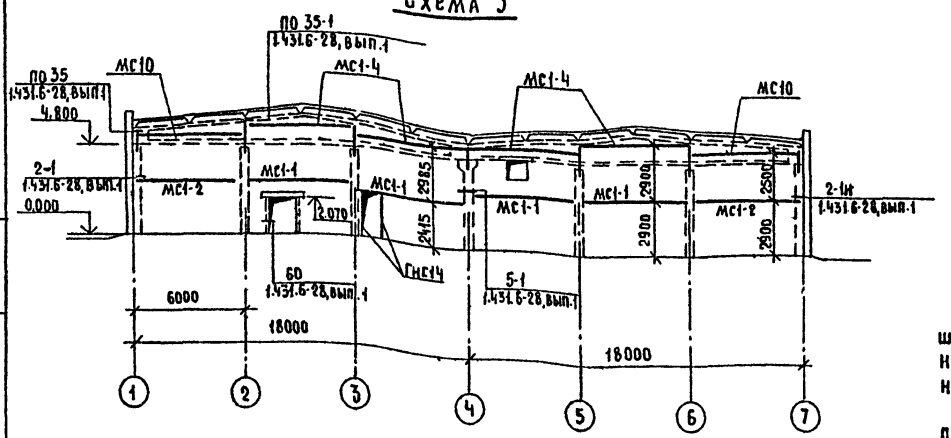 СХЕМА 3
ПО 35-1
1.431.6-28, ВЫП.1
МС10
МС1-4
МС1-4
МС10
ПО 35
1.431.6-28, ВЫП.1
4.800
2-1
1.431.6-28, ВЫП.1
0.000
МС1-2
МС1-1
МС1-1
МС1-1
МС1-1
МС1-2
2-1н
1.431.6-28, ВЫП.1
2.070
2985
2415
2900
2900
2500
2900
ГНС14
60
1.431.6-28, ВЫП.1
5-1
1.431.6-28, ВЫП.1
6000
18000
18000
1
2
3
4
5
6
7
Ш
Н
Н
П